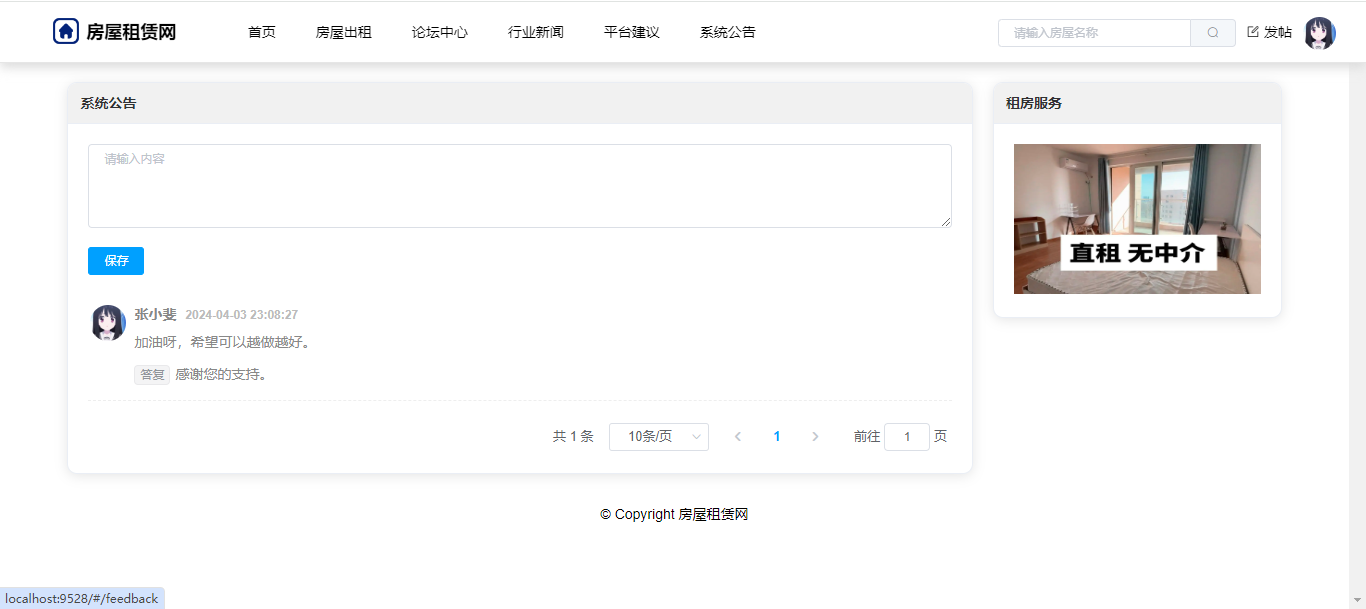 房屋租赁网 首页 房屋出租 论坛中心 行业新闻 平台建议 系统公告 请输入房屋名称 发帖
系统公告
请输入内容
保存
张小斐 2024-04-03 23:08:27
加油呀，希望可以越做越好。
答复 感谢您的支持。
共 1 条 10条/页 1 前往 1 页
租房服务
直租 无中介
© Copyright 房屋租赁网
localhost:9528/#/feedback